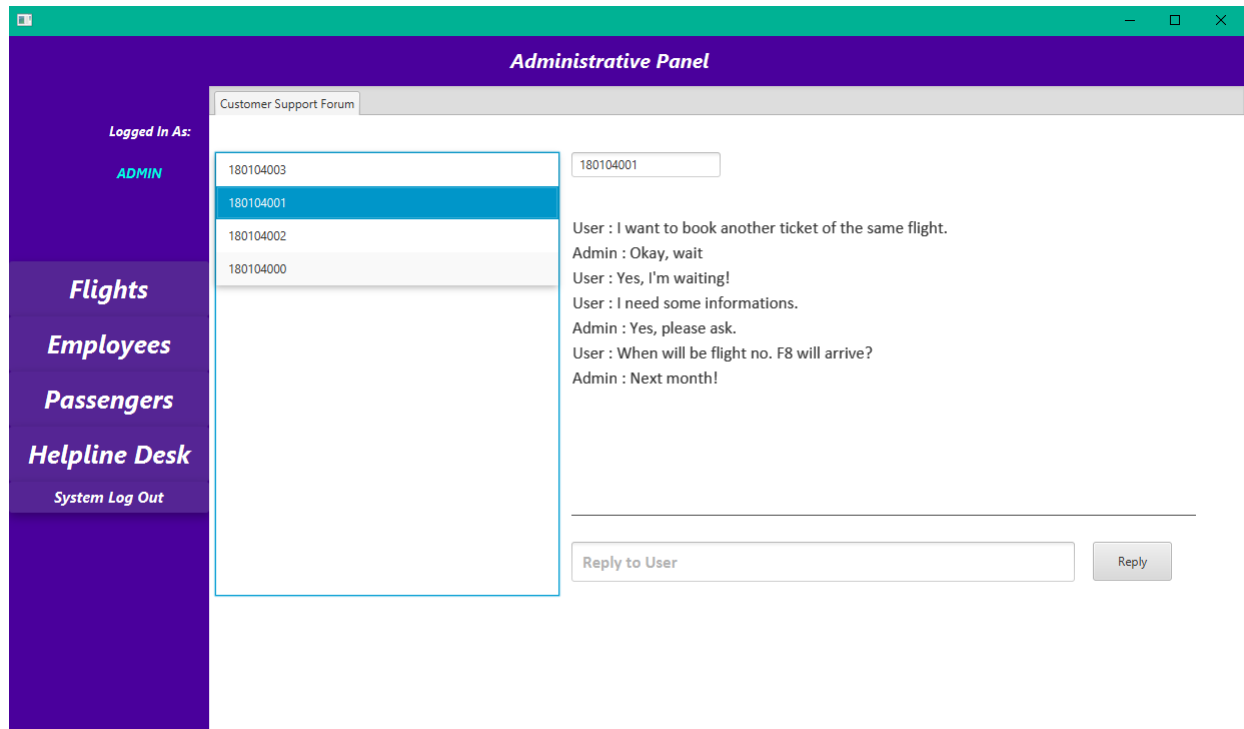 Administrative Panel
Logged In As:
ADMIN
Flights
Employees
Passengers
Helpline Desk
System Log Out
Customer Support Forum
180104003
180104001
180104002
180104000
180104001
User : I want to book another ticket of the same flight.
Admin : Okay, wait
User : Yes, I'm waiting!
User : I need some informations.
Admin : Yes, please ask.
User : When will be flight no. F8 will arrive?
Admin : Next month!
Reply to User
Reply